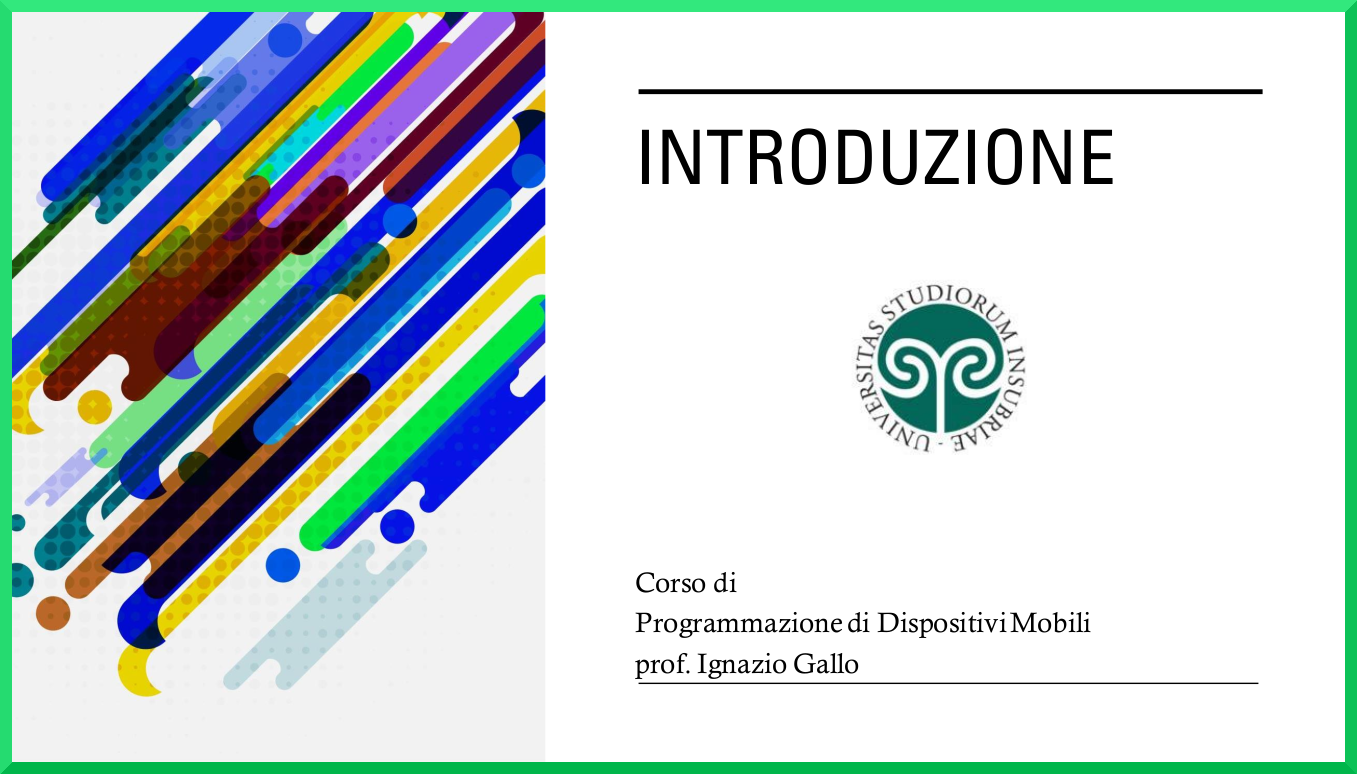 INTRODUZIONE
UNIVERSITAS STUDIORUM INSUBRIAE ·
Corso di
Programmazione di Dispositivi Mobili
prof. Ignazio Gallo